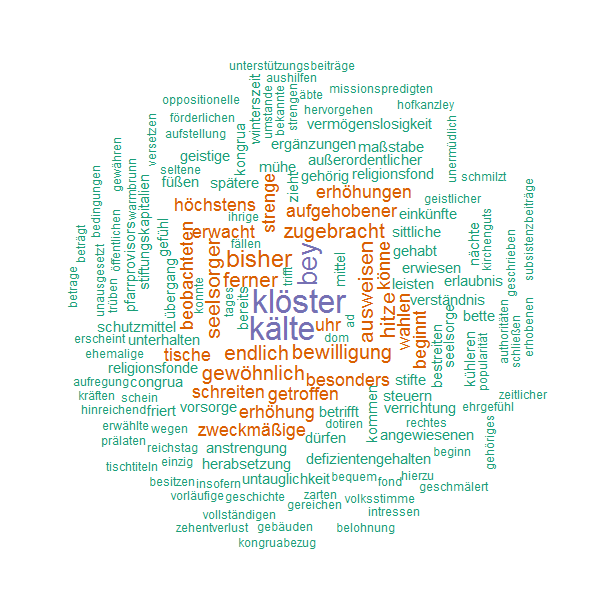 unterstützungsbeiträge
aushilfen
missionspredigten
oppositionelle
winterszeit
umstande
bekannte
strengen
äbte
hervorgehen
hofkanzley
förderlichen
aufstellung
kongrua
vermögenslosigkeit
versetzen
ergänzungen
maßstabe
unermüdlich
gewähren
geistige
mühe
außerordentlicher
seltene
füßen
spätere
zieht
gehörig
religionsfond
schmilzt
bedingungen
warmbrunn
pfarrprovisors
stiftungskapitalien
höchstens
strenge
erhöhungen
geistlicher
subsistenzbeiträge
ihrige
aufgehobener
einkünfte
kirchenguts
gefühl
erwacht
zugebracht
sittliche
nächte
beträgt
öffentlichen
beobachteten
seelsorger
fällen
bey
gehabt
geschrieben
übergang
bisher
mittel
ausweisen
könne
erwiesen
betrage
unausgesetzt
trüben
konnte
ferner
trifft
hitze
leisten
erlaubnis
tages
bereits
klöster
wahlen
verständnis
schutzmittel
kälte
uhr
ad
beginnt
bette
autoritäten
schließen
erhobenen
erscheint
unterhalten
dom
seelsorge
ehemalige
tische
endlich
bewilligung
bestreiten
kühleren
popularität
religionsfonde
gewöhnlich
aufregung
congrua
besonders
stifte
kräften
schein
schreiten
getroffen
steuern
zeitlicher
hinreichend
friert
vorsorge
erhöhung
betrifft
kommen
verrichtung
ehrgefühl
erwählte
wegen
zweckmäßige
dotiren
rechtes
prälaten
reichstag
anstrengung
dürfen
angewiesenen
gehöriges
tischtiteln
einzig
herabsetzung
defizientengehalten
beginn
besitzen
insofern
untauglichkeit
bequem
fond
hierzu
vorläufige
geschichte
zarten
volksstimme
geschmälert
gereichen
intressen
vollständigen
zehentverlust
gebäuden
belohnung
kongruabezug